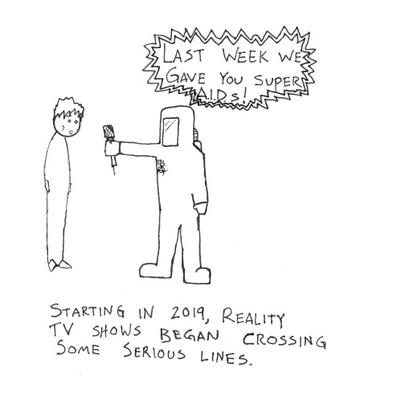 LAST WEEK WE
GAVE YOU SUPER
AIDS!
STARTING IN 2019, REALITY
TV SHOWS BEGAN CROSSING
SOME SERIOUS LINES.